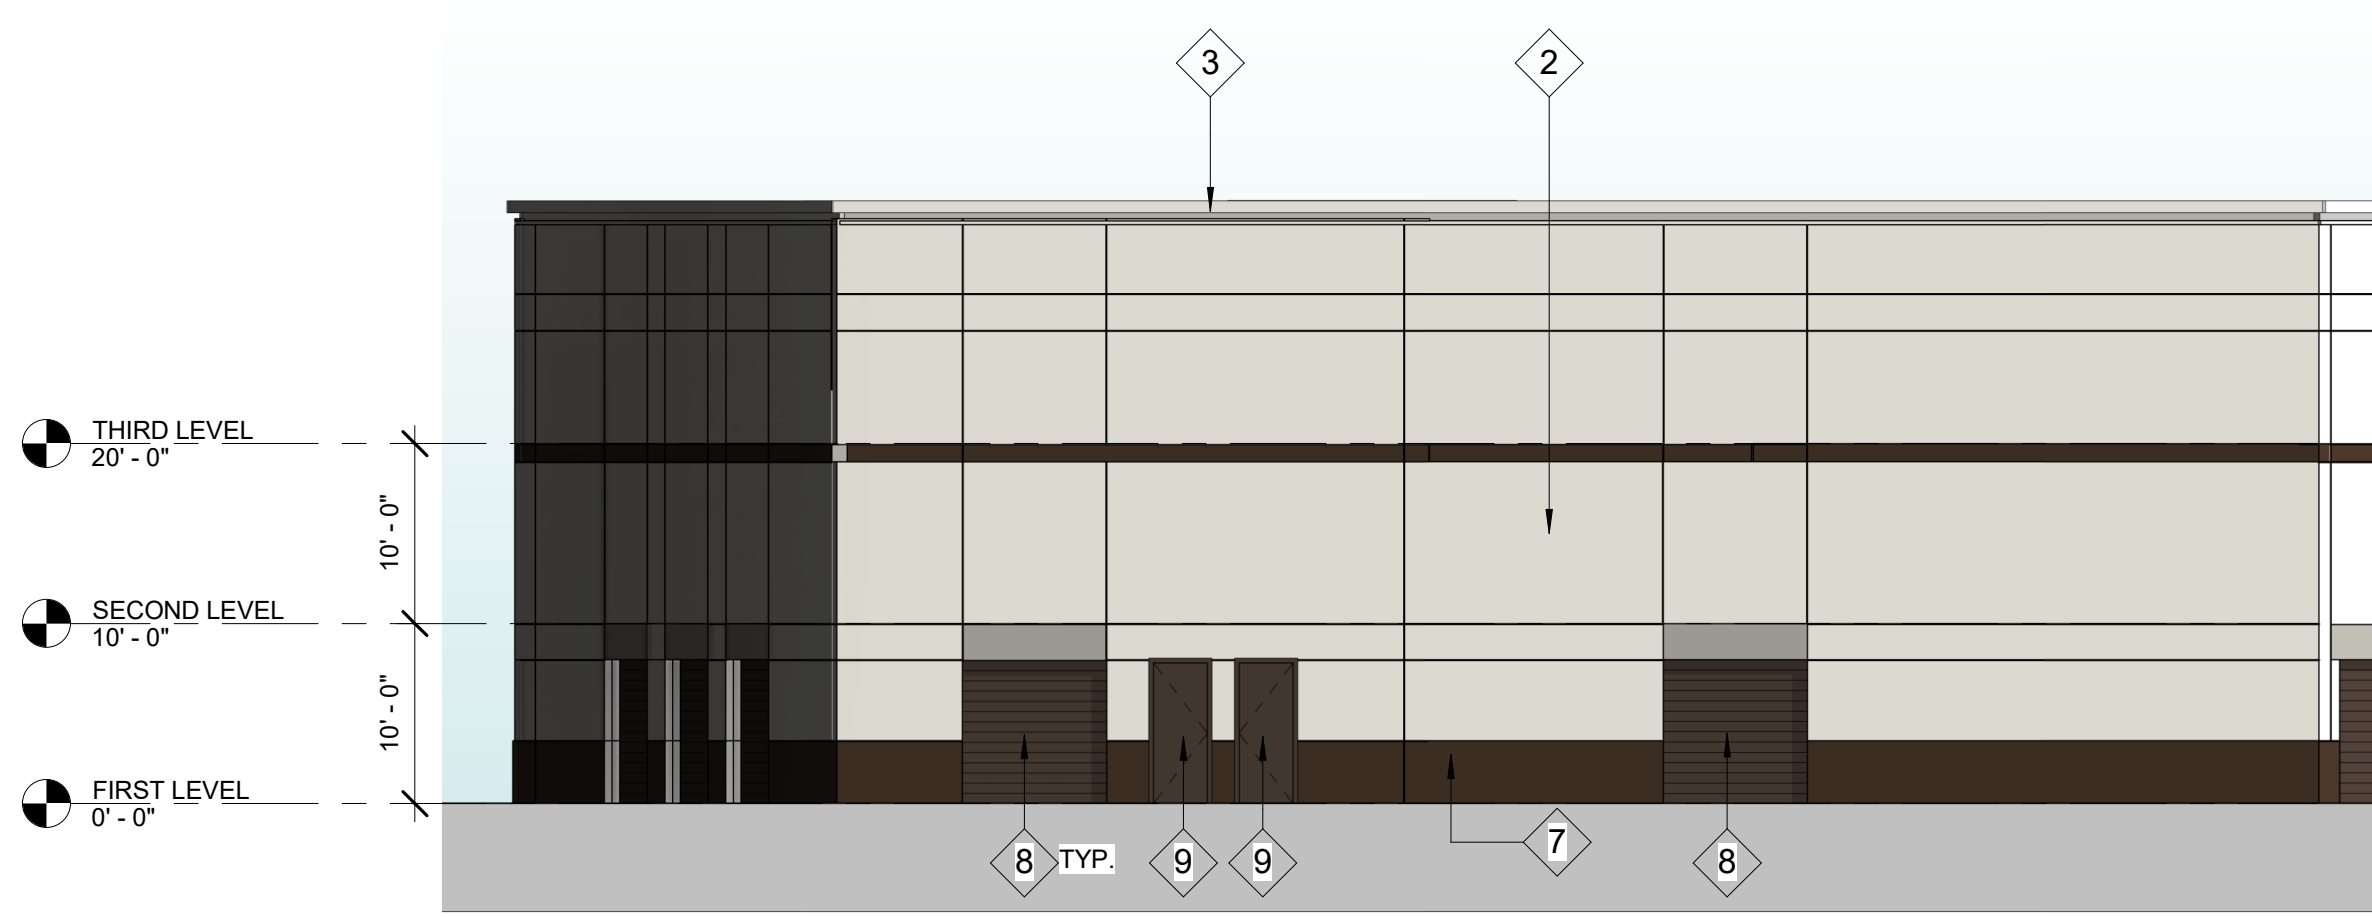 3
2
THIRD LEVEL
20' - 0"
10' - 0"
SECOND LEVEL
10' - 0"
10' - 0"
FIRST LEVEL
0' - 0"
8 TYP.
9
9
7
8